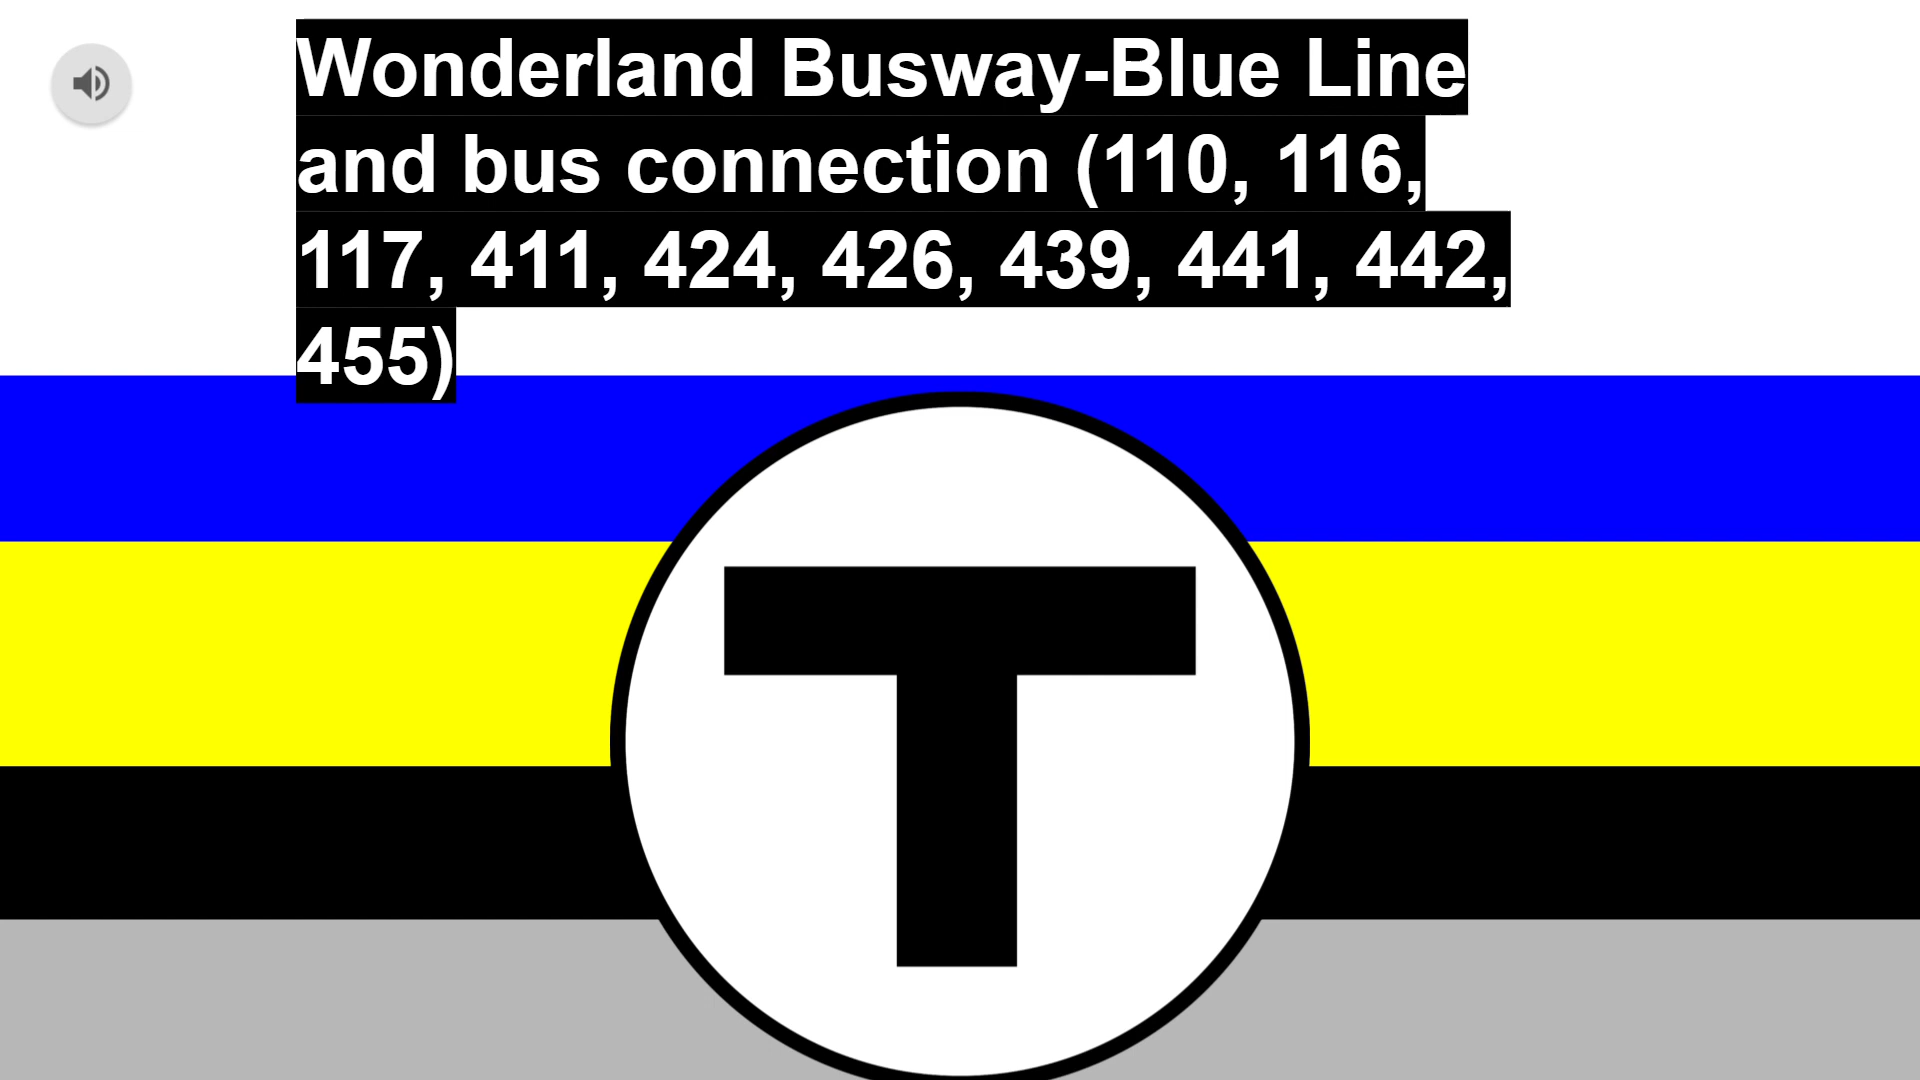 Wonderland Busway-Blue Line
and bus connection (110, 116,
117, 411, 424, 426, 439, 441, 442,
455)
T